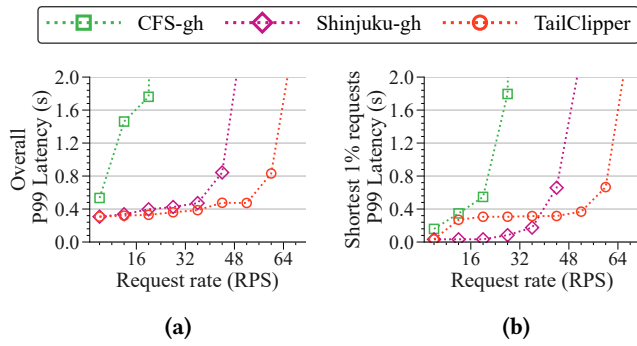 CFS-gh Shinjuku-gh TailClipper
Overall
P99 Latency (s)
2.0
1.6
1.2
0.8
0.4
0.0
16 32 48 64
Request rate (RPS)
(a)
Shortest 1% requests
P99 Latency (s)
2.0
1.6
1.2
0.8
0.4
0.0
16 32 48 64
Request rate (RPS)
(b)